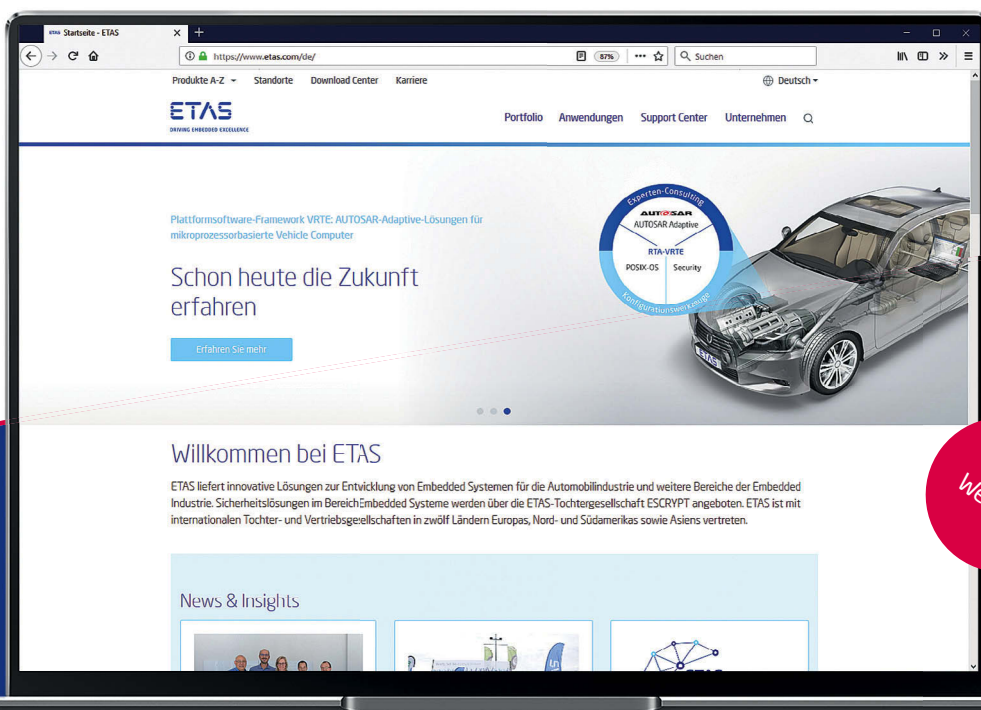 ETAS Startseite - ETAS
https://www.etas.com/de/
87%
Suchen
Produkte A-Z
Standorte
Download Center
Karriere
Deutsch
ETAS
DRIVING EMBEDDED EXCELLENCE
Portfolio
Anwendungen
Support Center
Unternehmen
Plattformsoftware-Framework VRTE: AUTOSAR-Adaptive-Lösungen für
mikroprozessorbasierte Vehicle Computer
Schon heute die Zukunft
erfahren
Erfahren Sie mehr
Experten-Consulting
AUTOSAR
AUTOSAR Adaptive
RTA-VRTE
POSIX-OS
Security
Konfigurationswerkzeuge
ETAS
Willkommen bei ETAS
ETAS liefert innovative Lösungen zur Entwicklung von Embedded Systemen für die Automobilindustrie und weitere Bereiche der Embedded
Industrie. Sicherheitslösungen im BereichEmbedded Systeme werden über die ETAS-Tochtergesellschaft ESCRYPT angeboten. ETAS ist mit
internationalen Tochter- und Vertriebsgesellschaften in zwölf Ländern Europas, Nord- und Südamerikas sowie Asiens vertreten.
We
News & Insights
ETAS